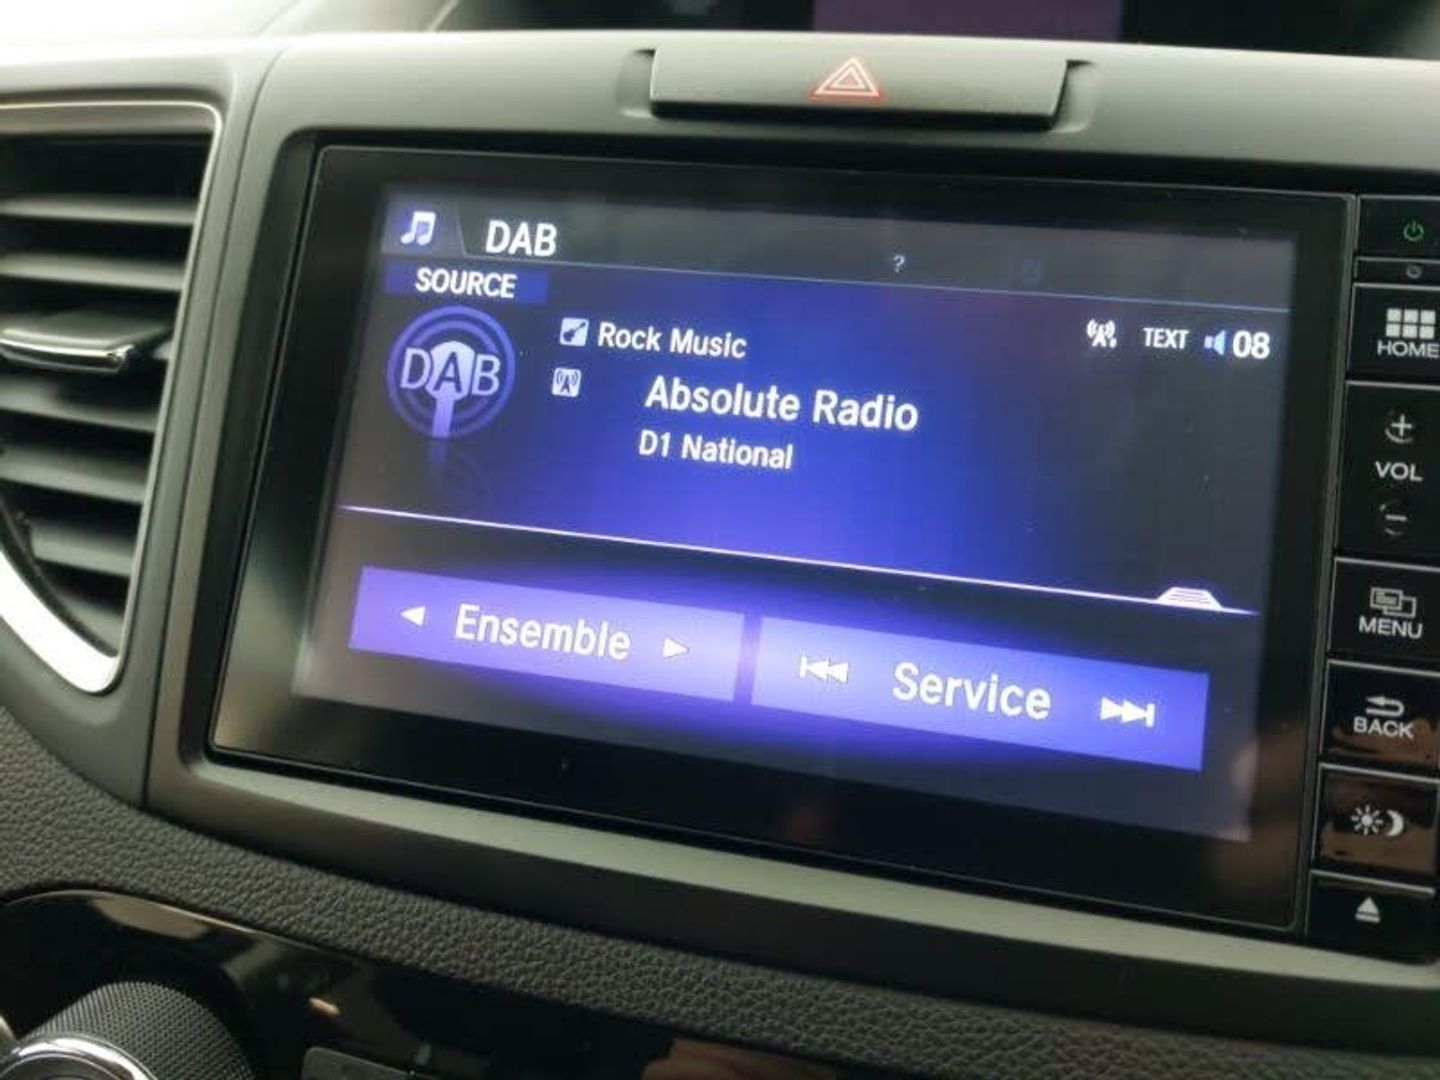 DAB
?
SOURCE
DAB
Rock Music
TEXT 08
Absolute Radio
D1 National
Ensemble
Service
HOME
+
VOL
-
MENU
BACK